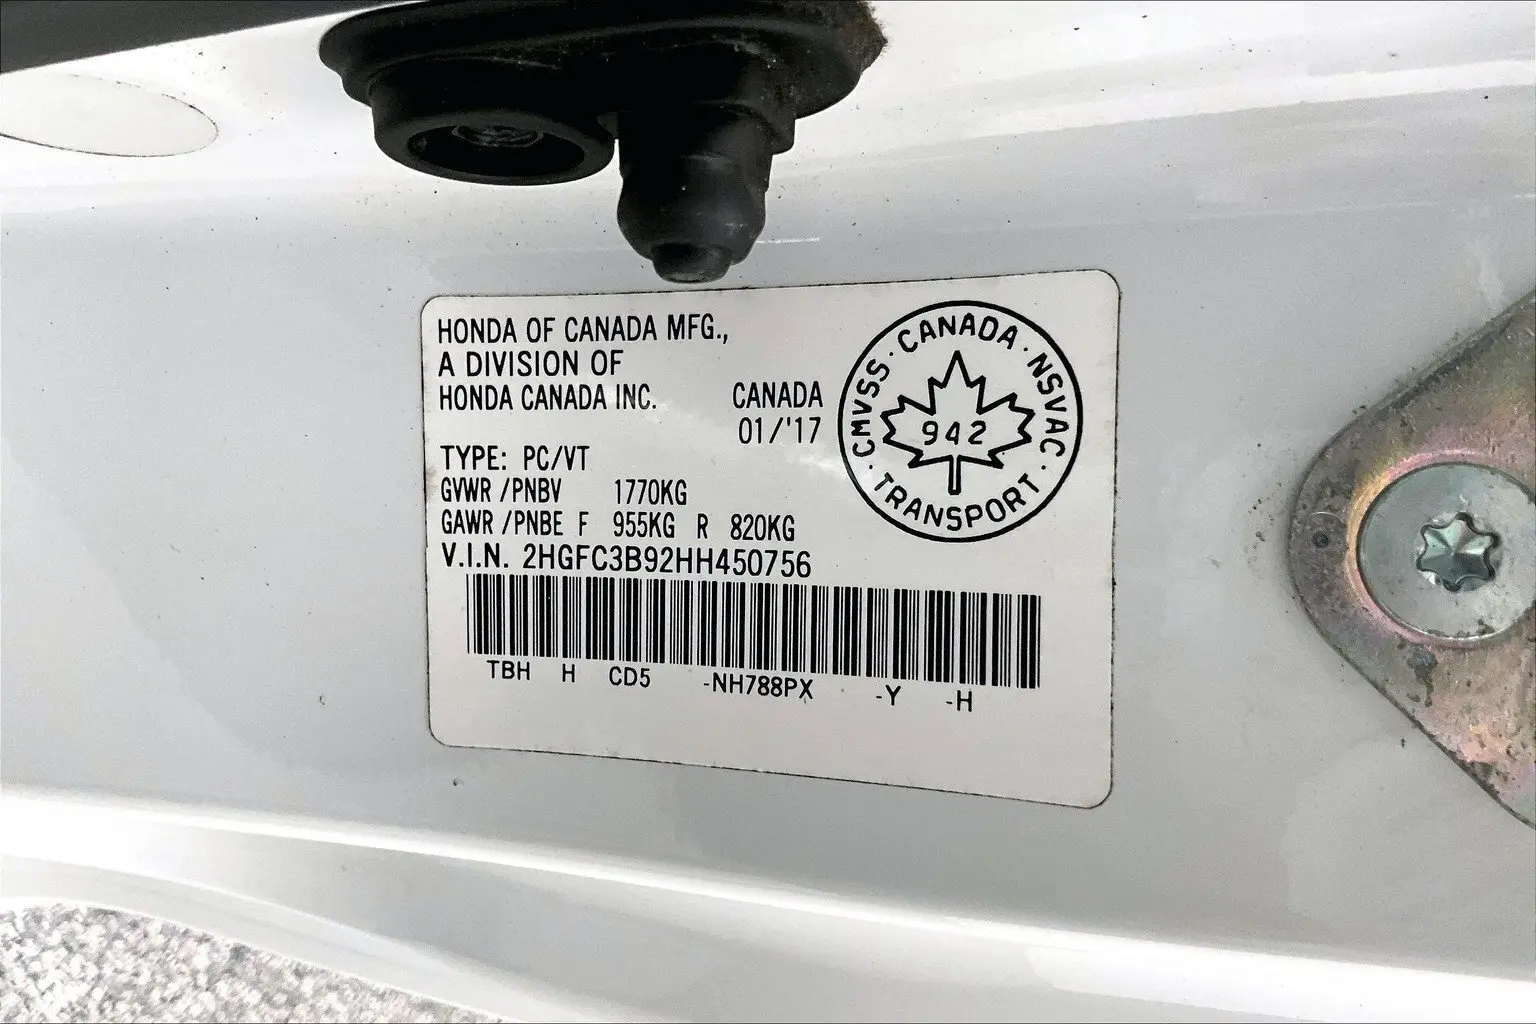 HONDA OF CANADA MFG.,
A DIVISION OF
HONDA CANADA INC.
CANADA
01/'17
CMVSS · CANADA · NSVAC · TRANSPORT ·
942
TYPE: PC/VT
GVWR /PNBV 1770KG
GAWR /PNBE F 955KG R 820KG
V.I.N. 2HGFC3B92HH450756
TBH H CD5 -NH788PX -Y -H